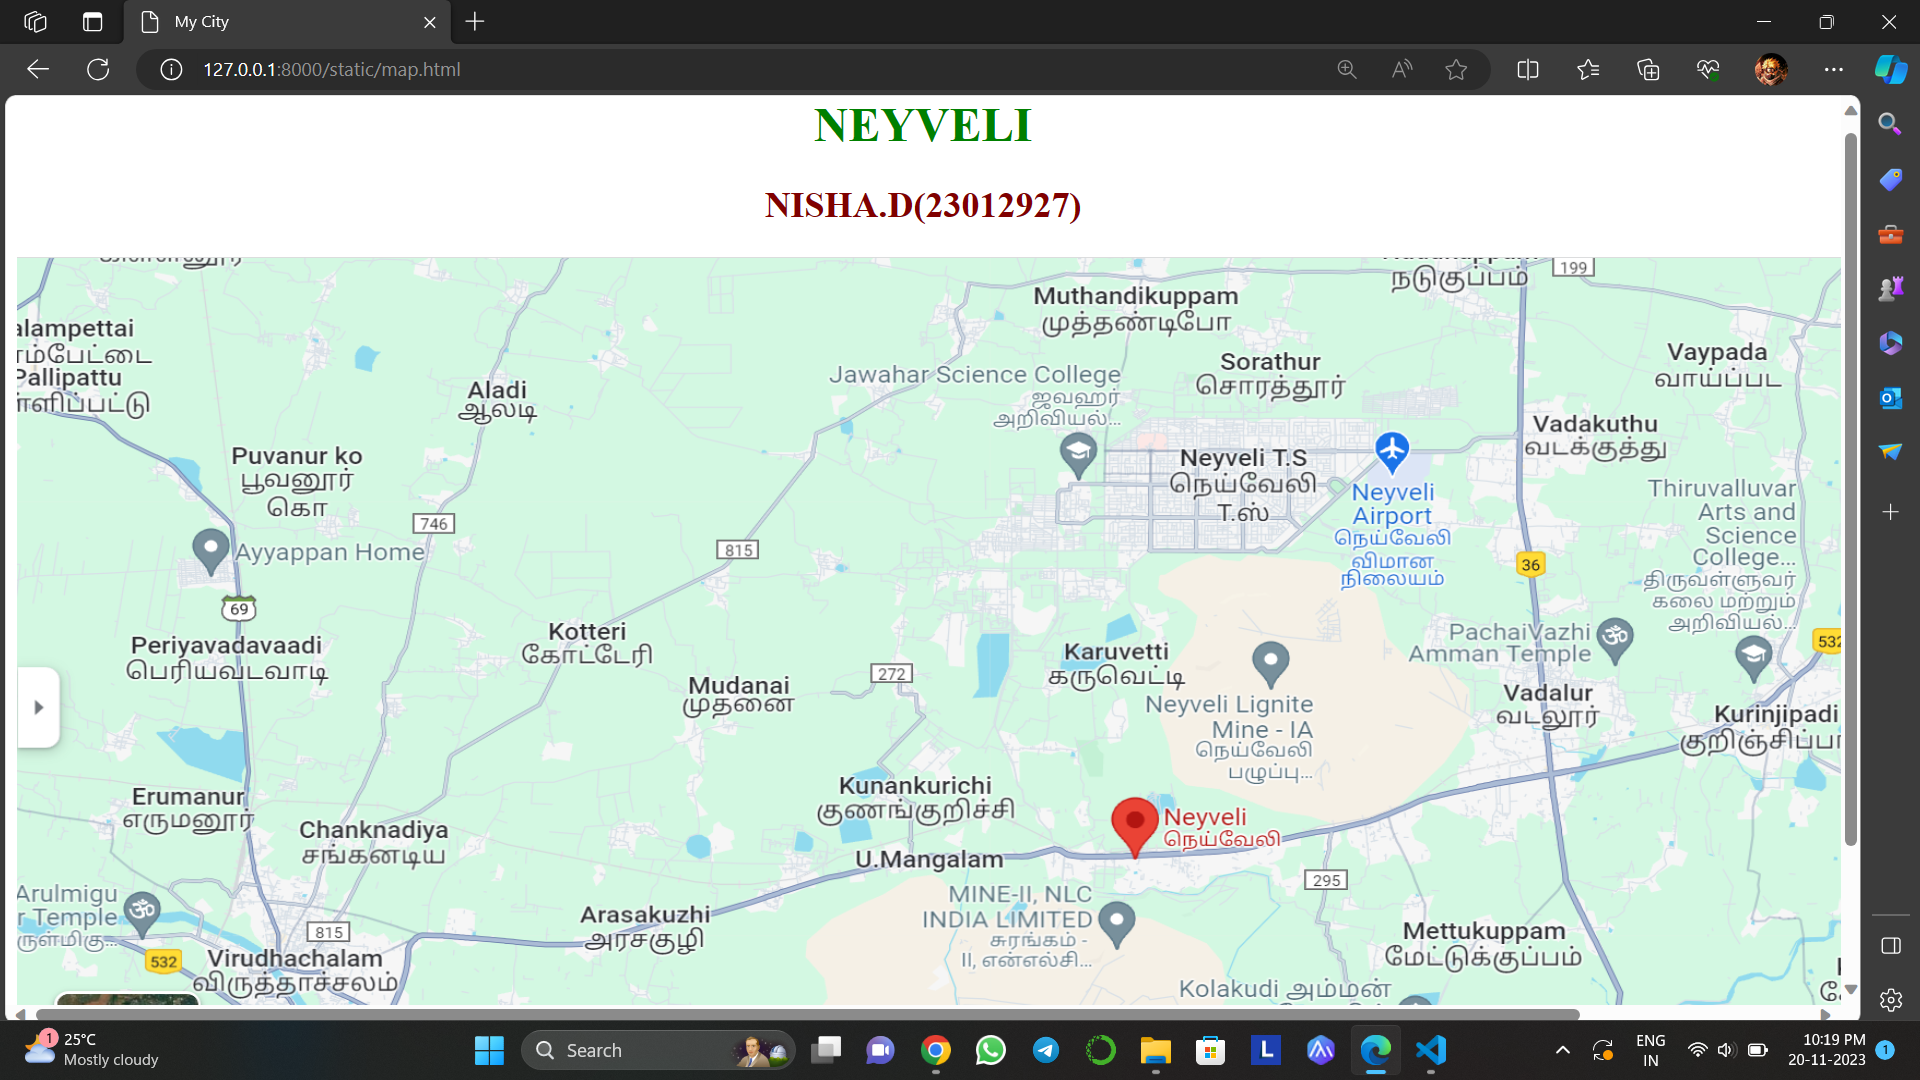 My City
127.0.0.1:8000/static/map.html
NEYVELI
NISHA.D(23012927)
199
நடுகுப்பம்
Muthandikuppam
முத்தண்டிபோ
alampettai
Pallipattu
Aladi
ஆலடி
Jawahar Science College
ஜவஹர்
அறிவியல்...
Sorathur
சொரத்தூர்
Vaypada
வாய்ப்பட
Vadakuthu
வடக்குத்து
Puvanur ko
பூவனூர்
கொ
Neyveli T.S
நெய்வேலி
T.ஸ்
Neyveli
Airport
நெய்வேலி
விமான
நிலையம்
Thiruvalluvar
Arts and
Science
College...
திருவள்ளுவர்
கலை மற்றும்
அறிவியல்...
746
815
36
Ayyappan Home
69
Periyavadavaadi
பெரியவடவாடி
Kotteri
கோட்டேரி
Karuvetti
கருவெட்டி
PachaiVazhi
Amman Temple
532
272
Mudanai
முதனை
Neyveli Lignite
Mine - IA
நெய்வேலி
பழுப்பு...
Vadalur
வடலூர்
Kurinjipadi
குறிஞ்சிப்பா
Erumanur
எருமனூர்
Chanknadiya
சங்கனடிய
Kunankurichi
குணங்குறிச்சி
Neyveli
நெய்வேலி
U.Mangalam
295
Arulmigu
r Temple
MINE-II, NLC
INDIA LIMITED
சுரங்கம் -
II, என்எல்சி...
Arasakuzhi
அரசகுழி
815
532
Virudhachalam
விருத்தாச்சலம்
Mettukuppam
மேட்டுக்குப்பம்
Kolakudi அம்மன்
1
25°C
Mostly cloudy
Search
L
ENG
IN
10:19 PM
20-11-2023
1